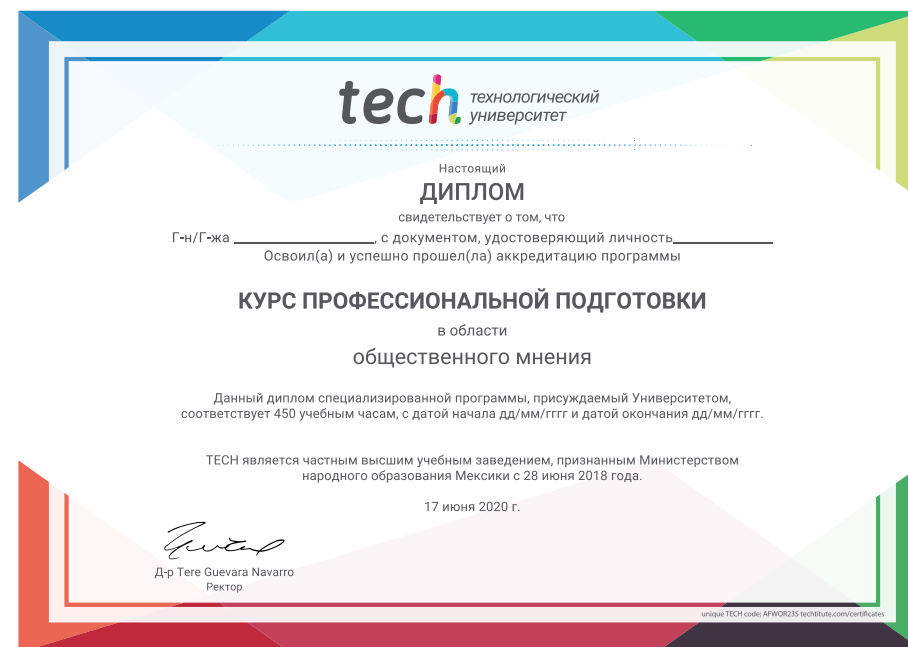 tech технологический
университет
Настоящий
ДИПЛОМ
свидетельствует о том, что
Г-н/Г-жа ____________________, с документом, удостоверяющий личность______________
Освоил(а) и успешно прошел(ла) аккредитацию программы
КУРС ПРОФЕССИОНАЛЬНОЙ ПОДГОТОВКИ
в области
общественного мнения
Данный диплом специализированной программы, присуждаемый Университетом,
соответствует 450 учебным часам, с датой начала дд/мм/гггг и датой окончания дд/мм/гггг.
TECH является частным высшим учебным заведением, признанным Министерством
народного образования Мексики с 28 июня 2018 года.
17 июня 2020 г.
Д-р Tere Guevara Navarro
Ректор
unique TECH code: AFWOR23S techtitute.com/certificates